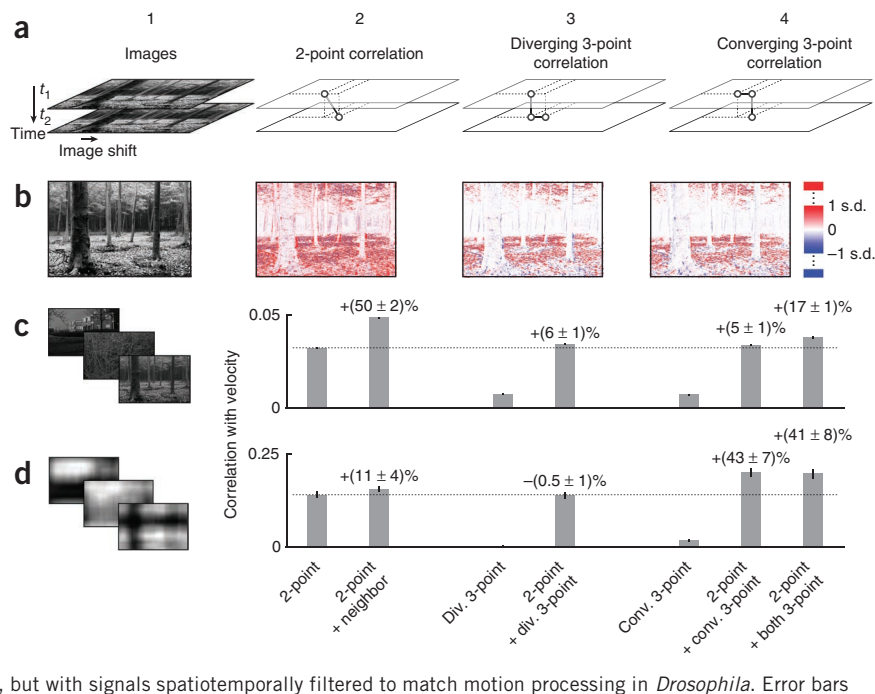 a
1
2
3
4
Images
2-point correlation
Diverging 3-point
correlation
Converging 3-point
correlation
t1
t2
Time
Image shift
b
1 s.d.
0
–1 s.d.
c
Correlation with velocity
0.05
0
+(50 ± 2)%
+(6 ± 1)%
+(5 ± 1)%
+(17 ± 1)%
d
0.25
0
+(11 ± 4)%
–(0.5 ± 1)%
+(43 ± 7)%
+(41 ± 8)%
2-point
2-point
+ neighbor
Div. 3-point
2-point
+ div. 3-point
Conv. 3-point
2-point
+ conv. 3-point
2-point
+ both 3-point
, but with signals spatiotemporally filtered to match motion processing in Drosophila. Error bars